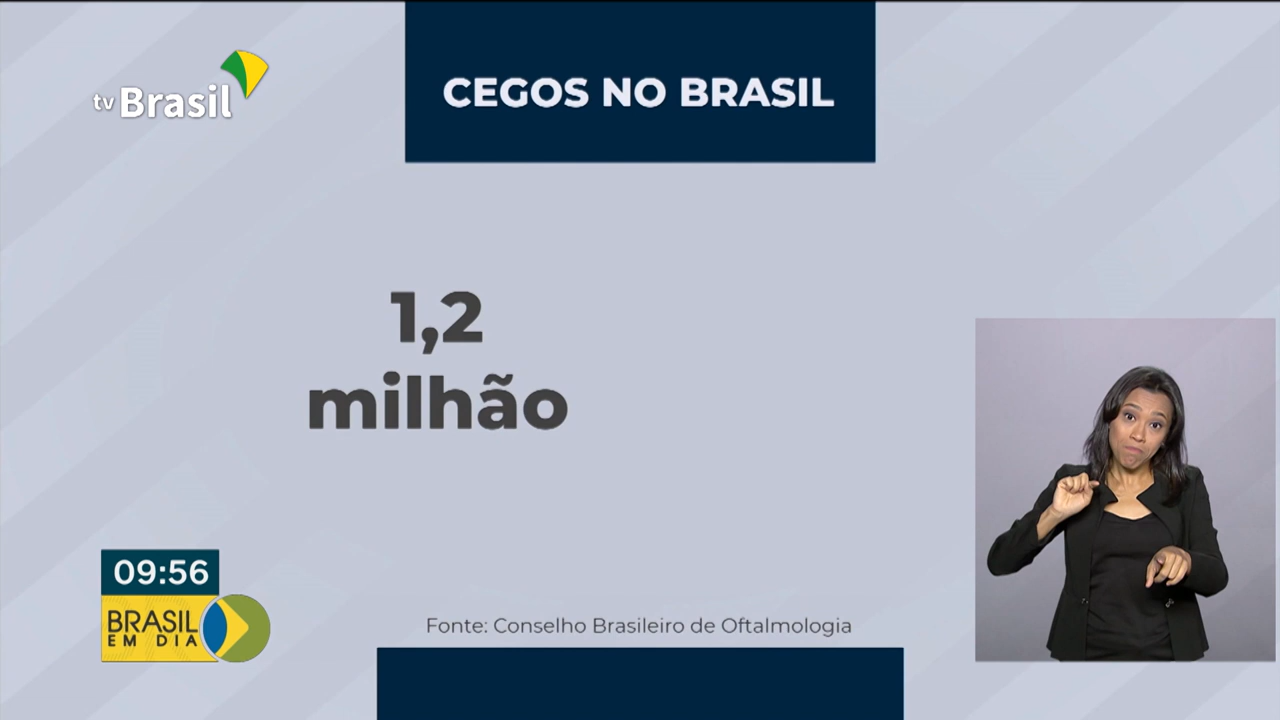 tv Brasil
CEGOS NO BRASIL
1,2
milhão
09:56
BRASIL
EM DIA
Fonte: Conselho Brasileiro de Oftalmologia